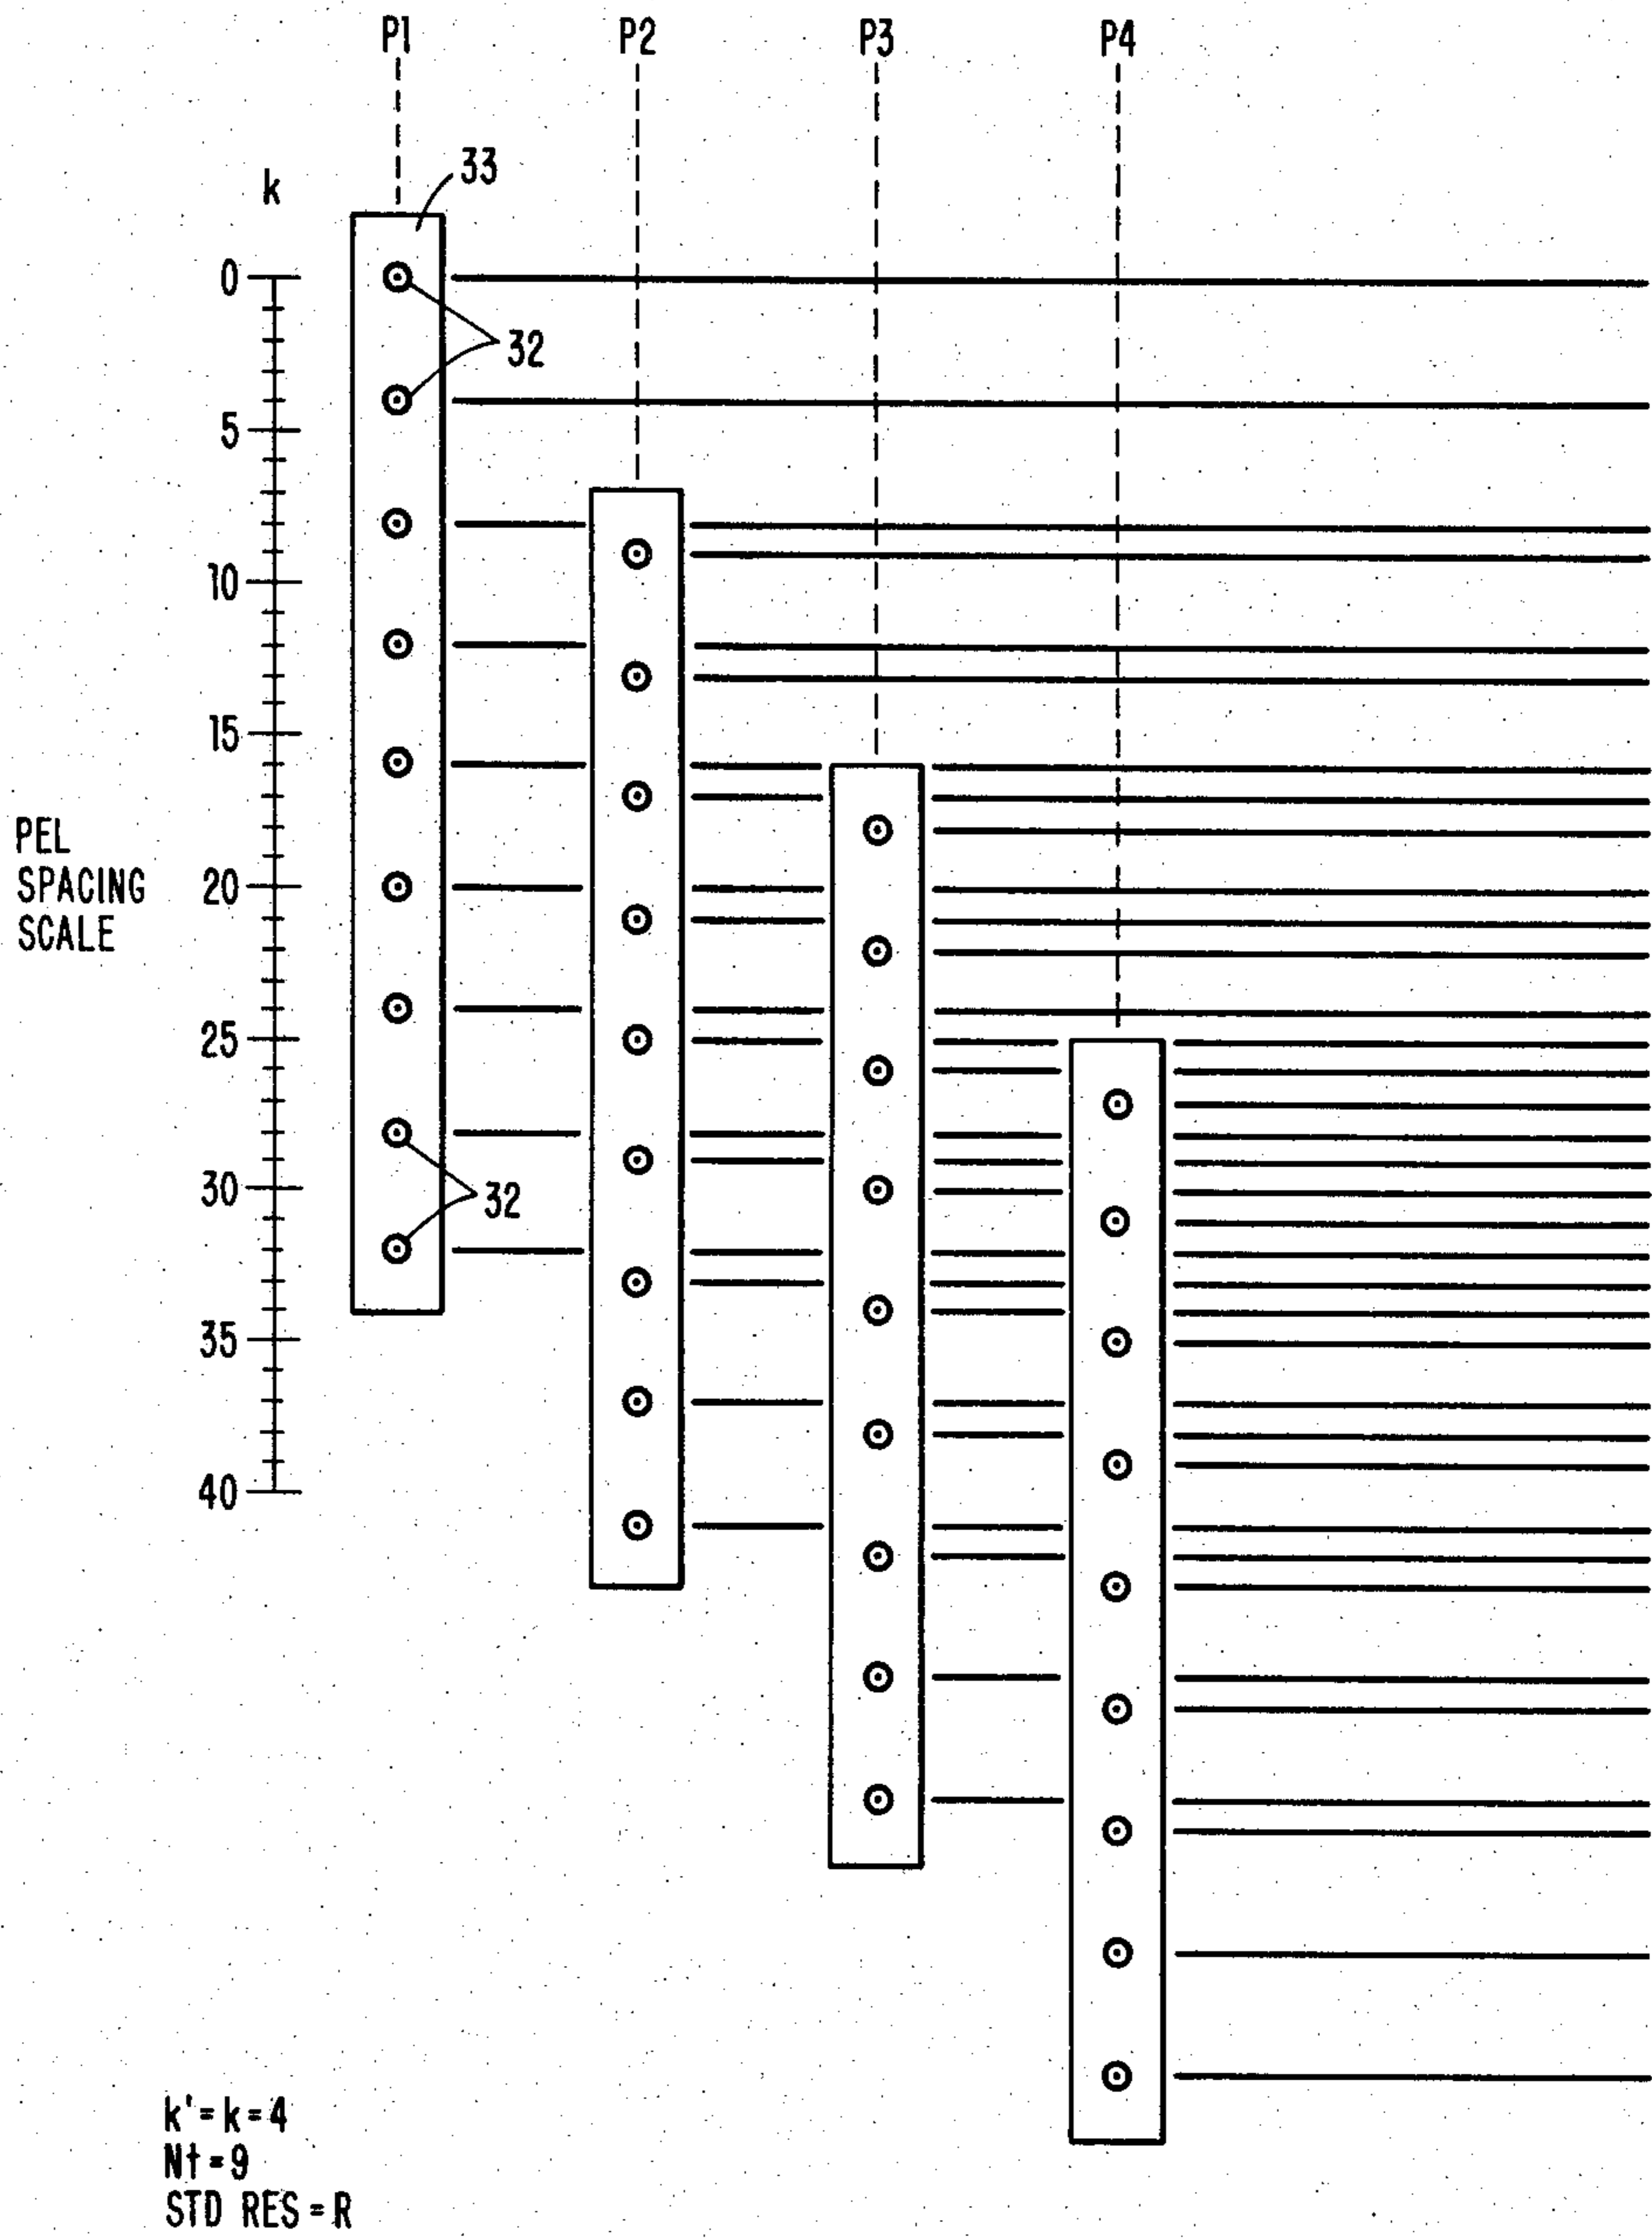 P1 P2 P3 P4
33
k
0
32
5
10
15
PEL
SPACING
SCALE
20
25
30
32
35
40
k'=k=4
Nt=9
STD RES=R